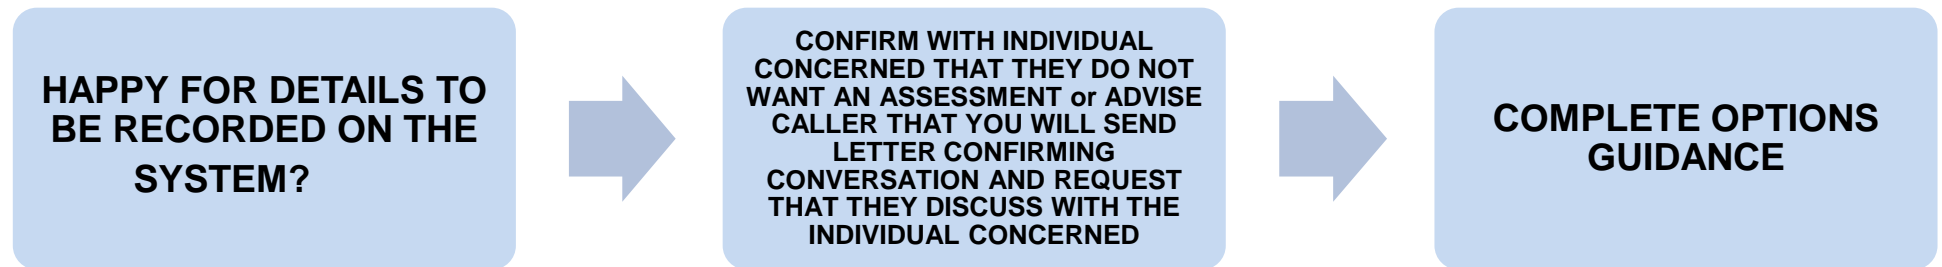 HAPPY FOR DETAILS TO
BE RECORDED ON THE
SYSTEM?
CONFIRM WITH INDIVIDUAL
CONCERNED THAT THEY DO NOT
WANT AN ASSESSMENT or ADVISE
CALLER THAT YOU WILL SEND
LETTER CONFIRMING
CONVERSATION AND REQUEST
THAT THEY DISCUSS WITH THE
INDIVIDUAL CONCERNED
COMPLETE OPTIONS
GUIDANCE